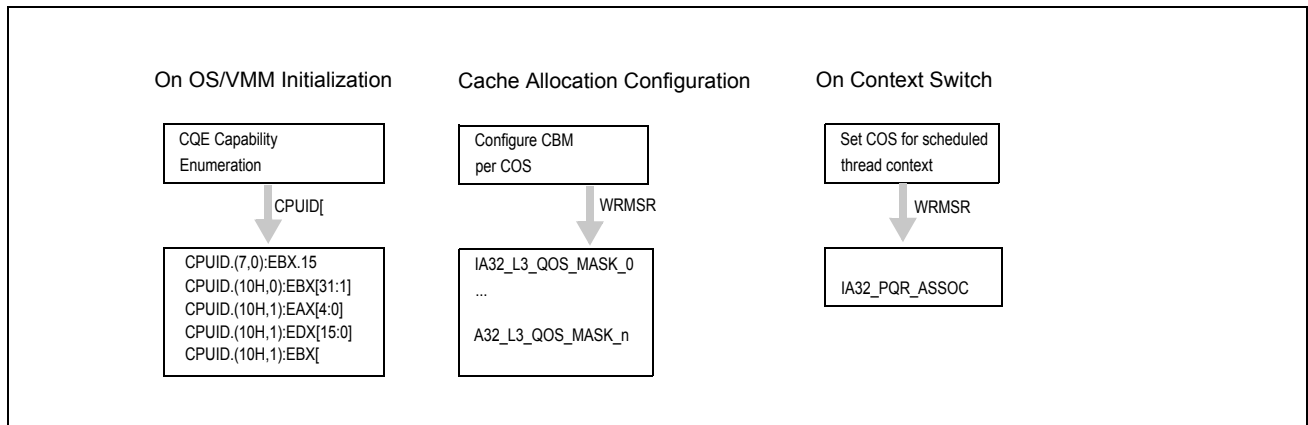 On OS/VMM Initialization
CQE Capability
Enumeration
CPUID[
CPUID.(7,0):EBX.15
CPUID.(10H,0):EBX[31:1]
CPUID.(10H,1):EAX[4:0]
CPUID.(10H,1):EDX[15:0]
CPUID.(10H,1):EBX[
Cache Allocation Configuration
Configure CBM
per COS
WRMSR
IA32_L3_QOS_MASK_0
...
A32_L3_QOS_MASK_n
On Context Switch
Set COS for scheduled
thread context
WRMSR
IA32_PQR_ASSOC